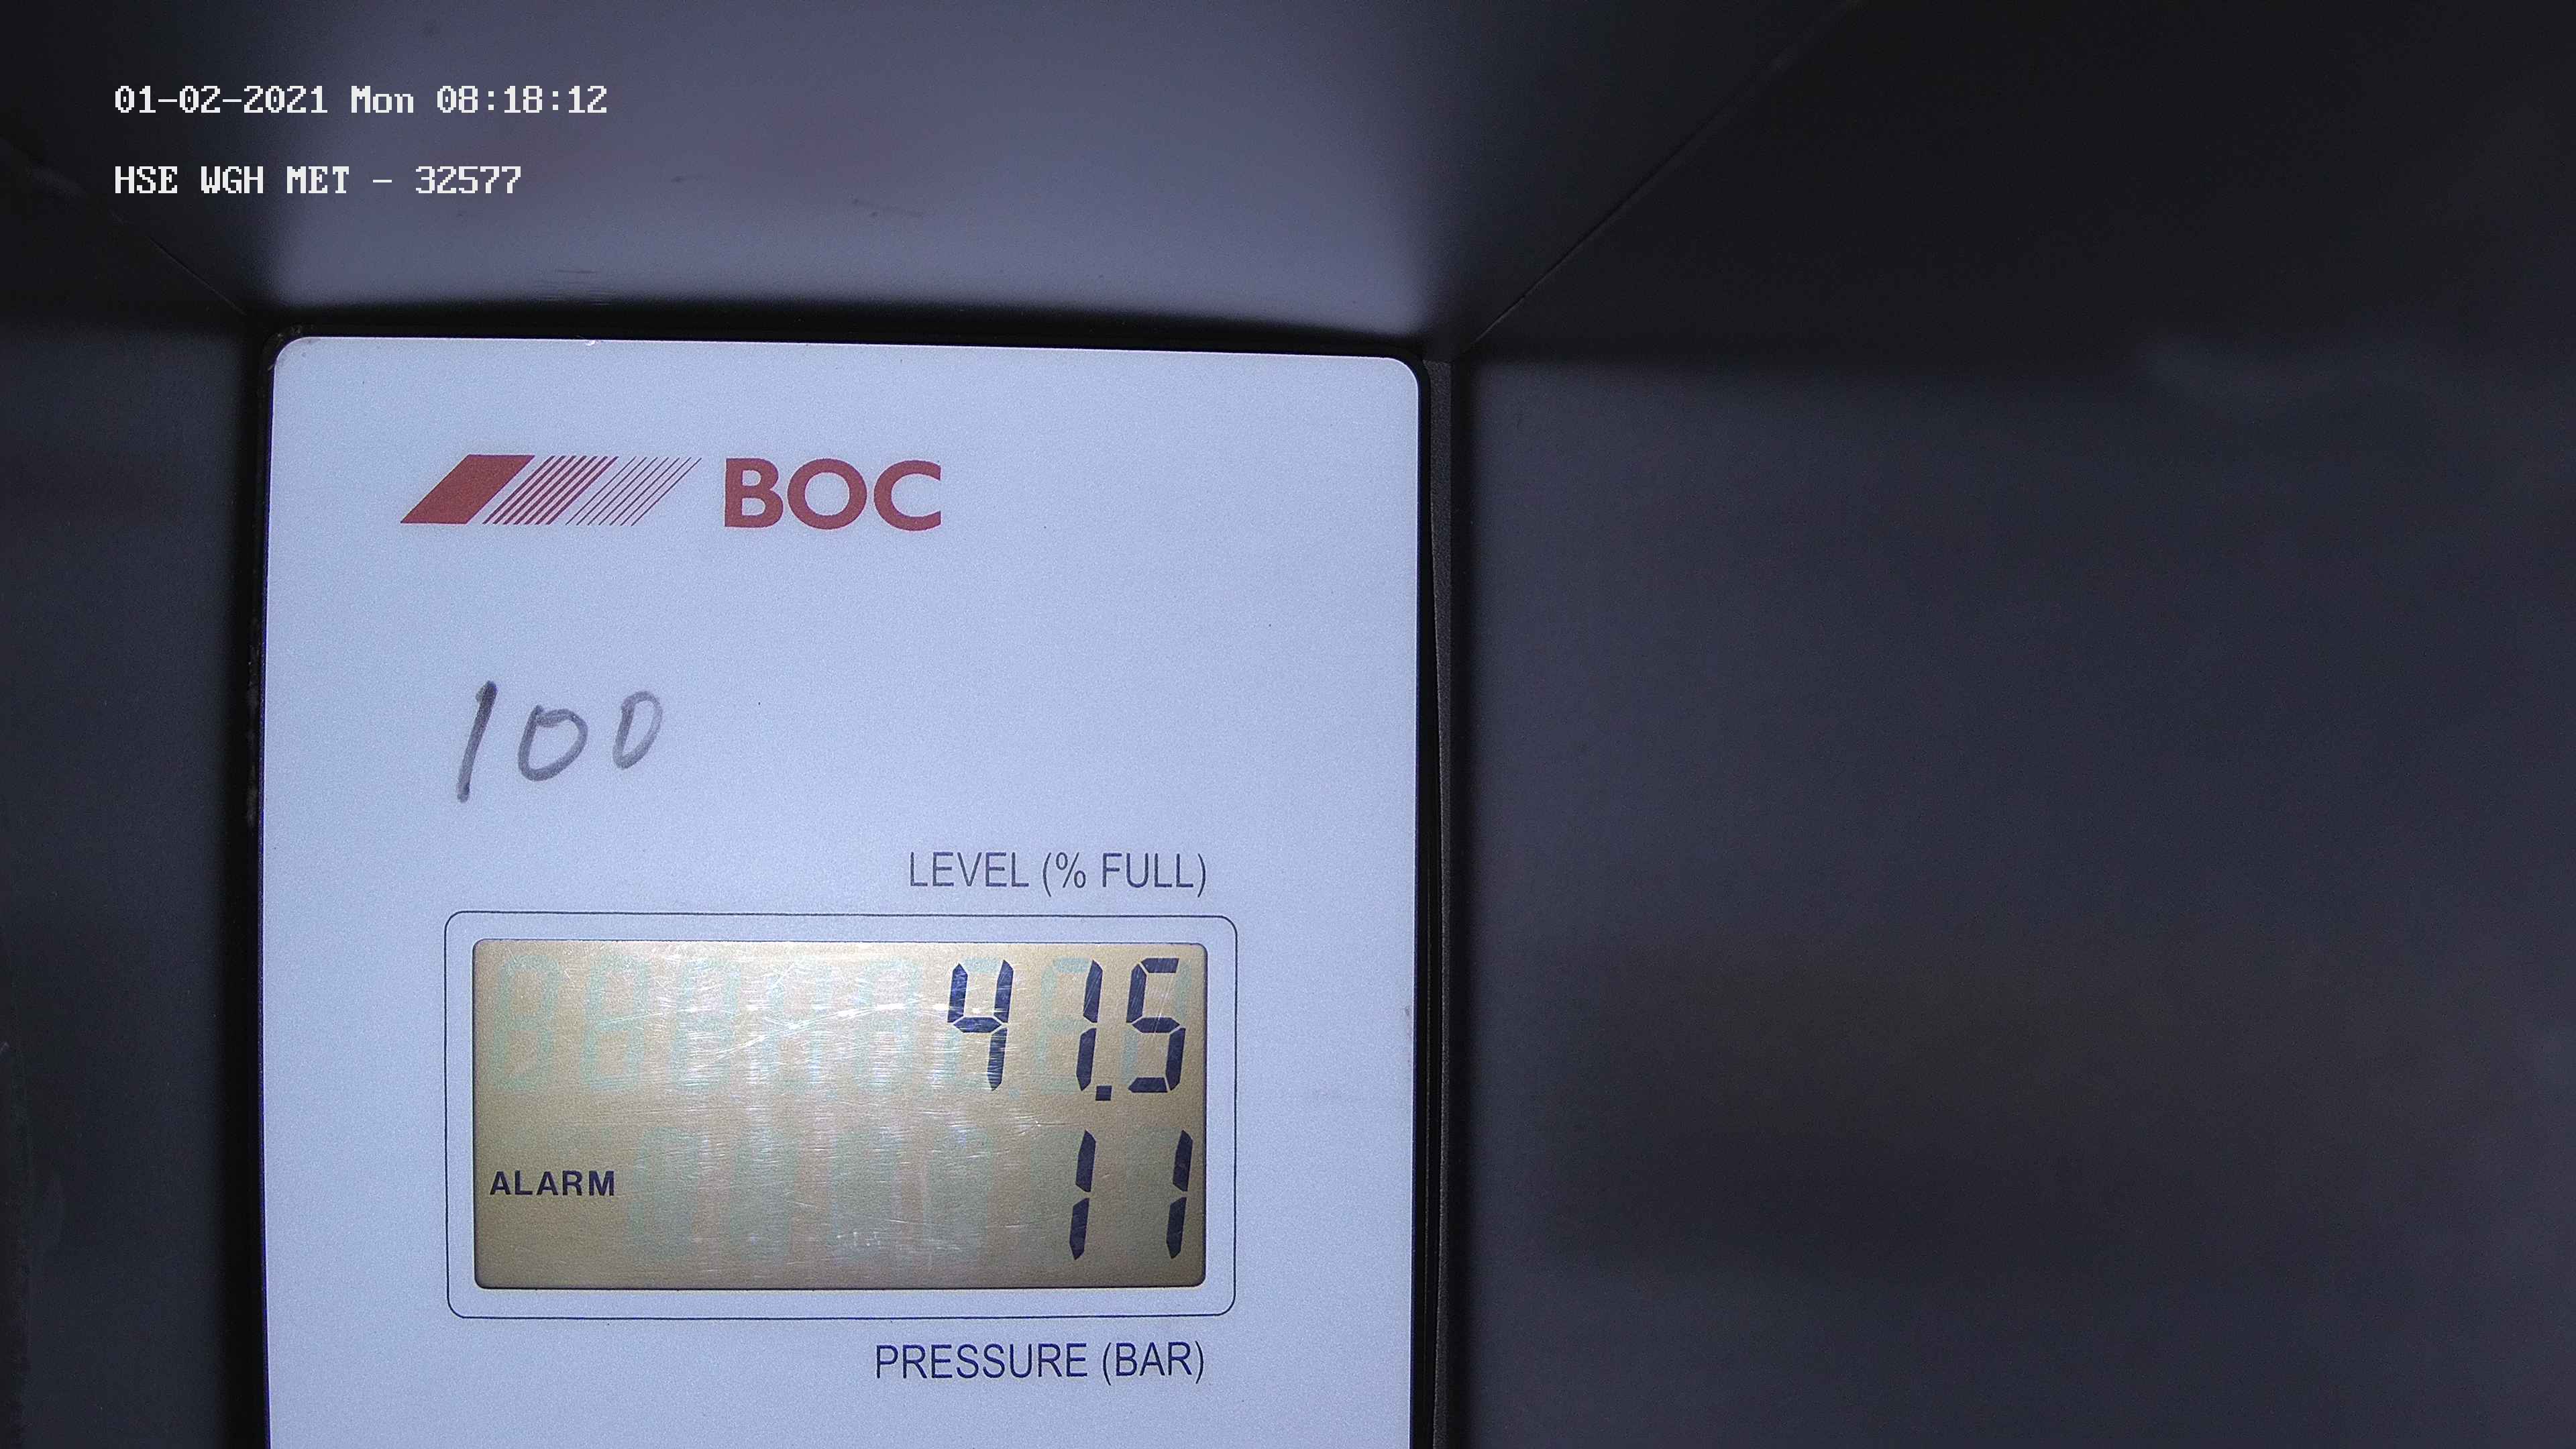 01-02-2021 Mon 08:18:12
HSE WGH MET - 32577
BOC
100
LEVEL (% FULL)
41.5
ALARM 11
PRESSURE (BAR)